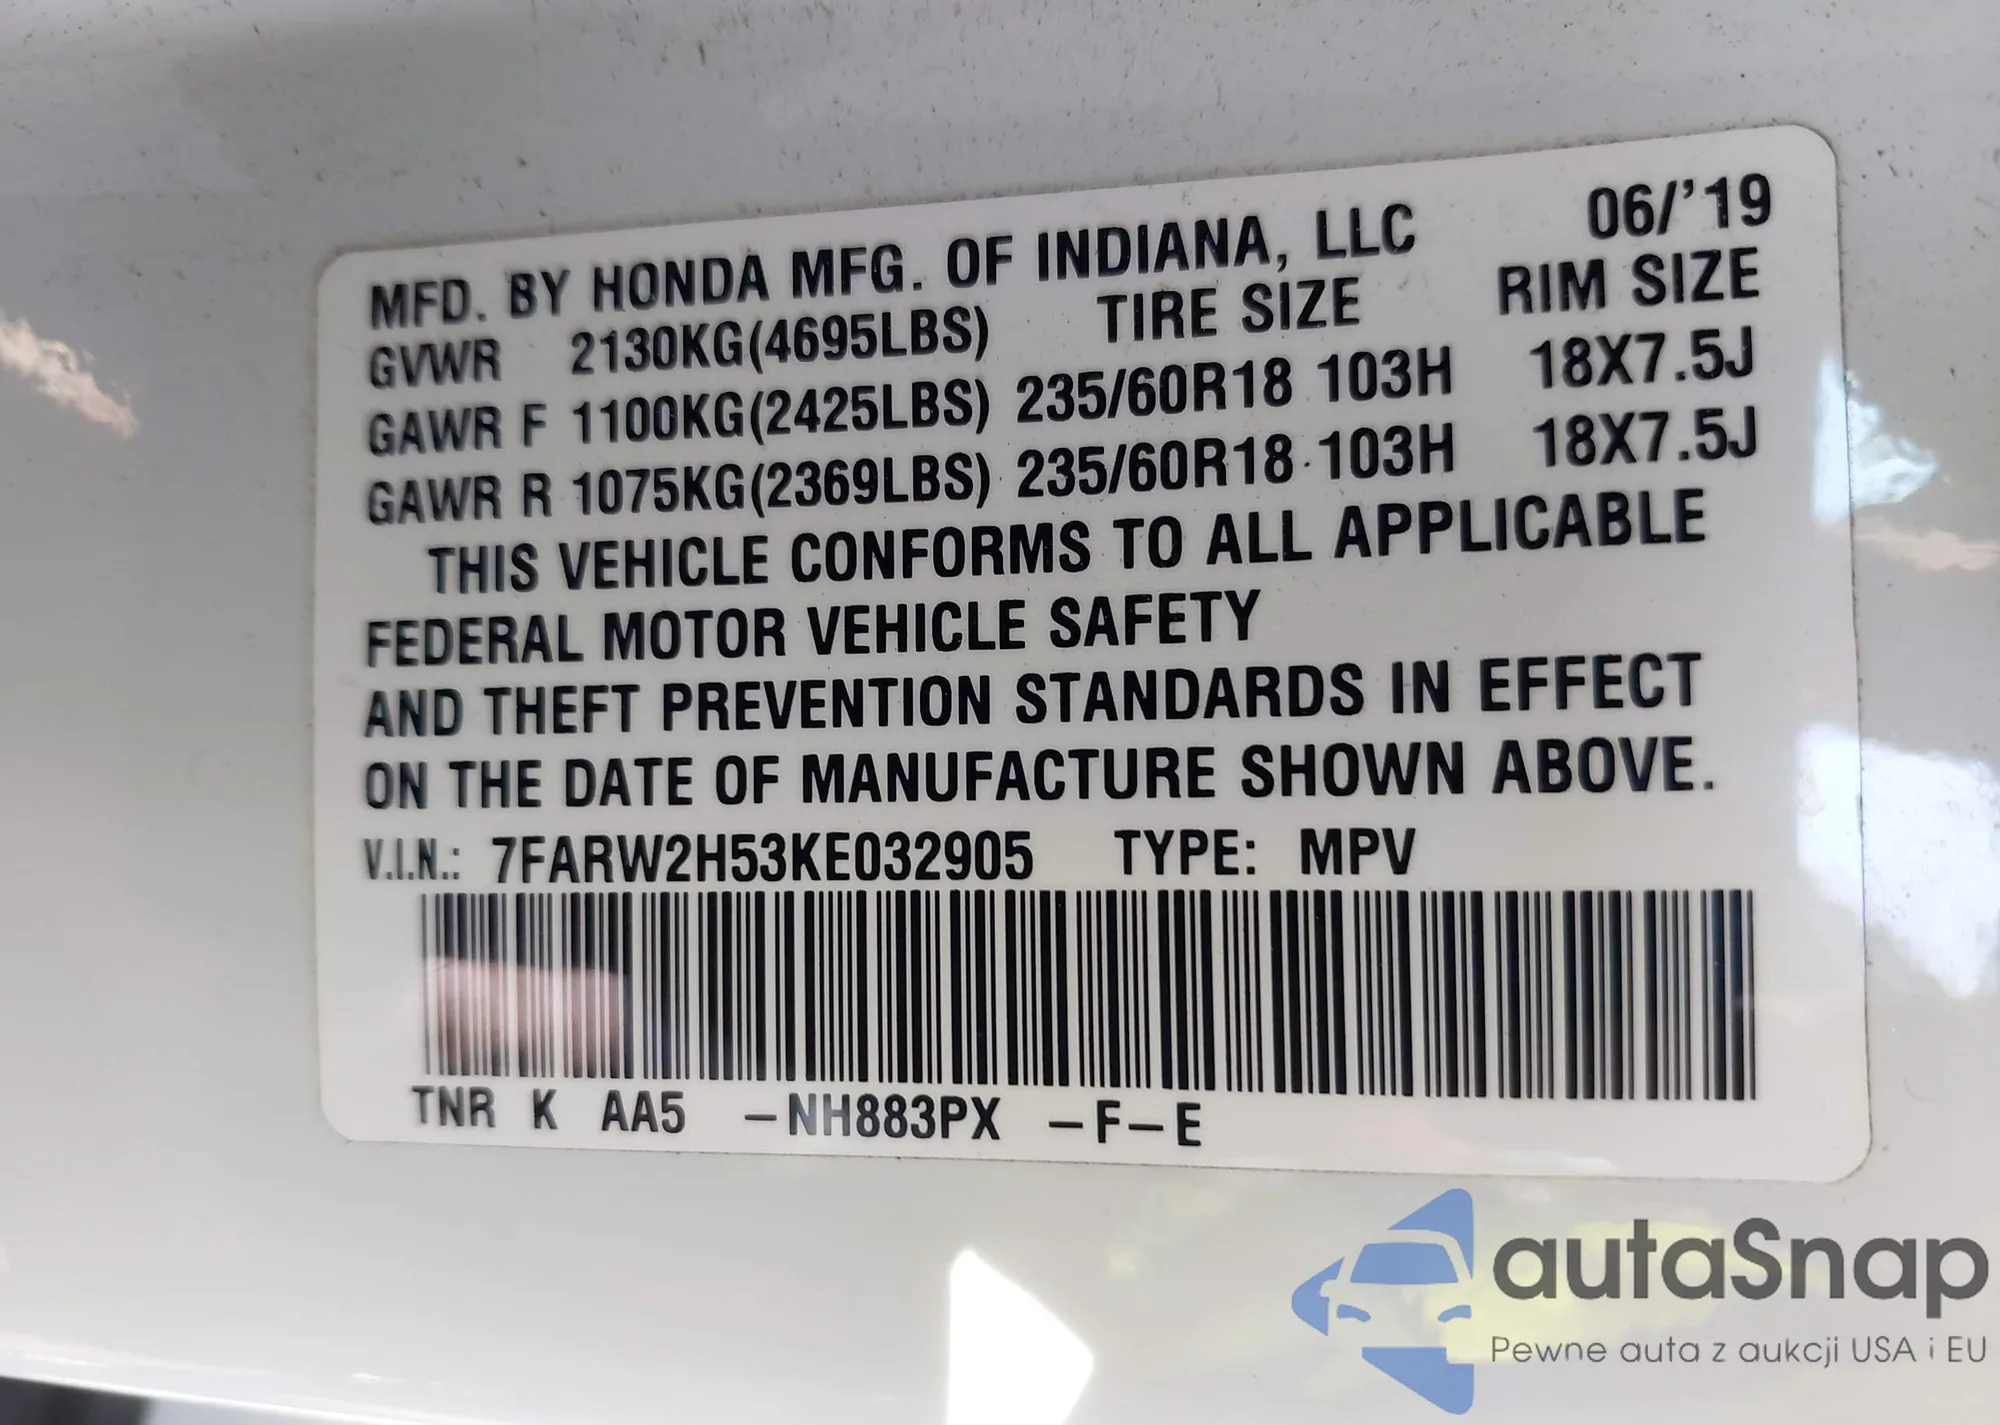 MFD. BY HONDA MFG. OF INDIANA, LLC 06/'19
GVWR 2130KG(4695LBS) TIRE SIZE RIM SIZE
GAWR F 1100KG(2425LBS) 235/60R18 103H 18X7.5J
GAWR R 1075KG(2369LBS) 235/60R18 103H 18X7.5J
THIS VEHICLE CONFORMS TO ALL APPLICABLE
FEDERAL MOTOR VEHICLE SAFETY
AND THEFT PREVENTION STANDARDS IN EFFECT
ON THE DATE OF MANUFACTURE SHOWN ABOVE.
V.I.N.: 7FARW2H53KE032905 TYPE: MPV
TNR K AA5 -NH883PX -F-E
autaSnap
Pewne auta z aukcji USA i EU